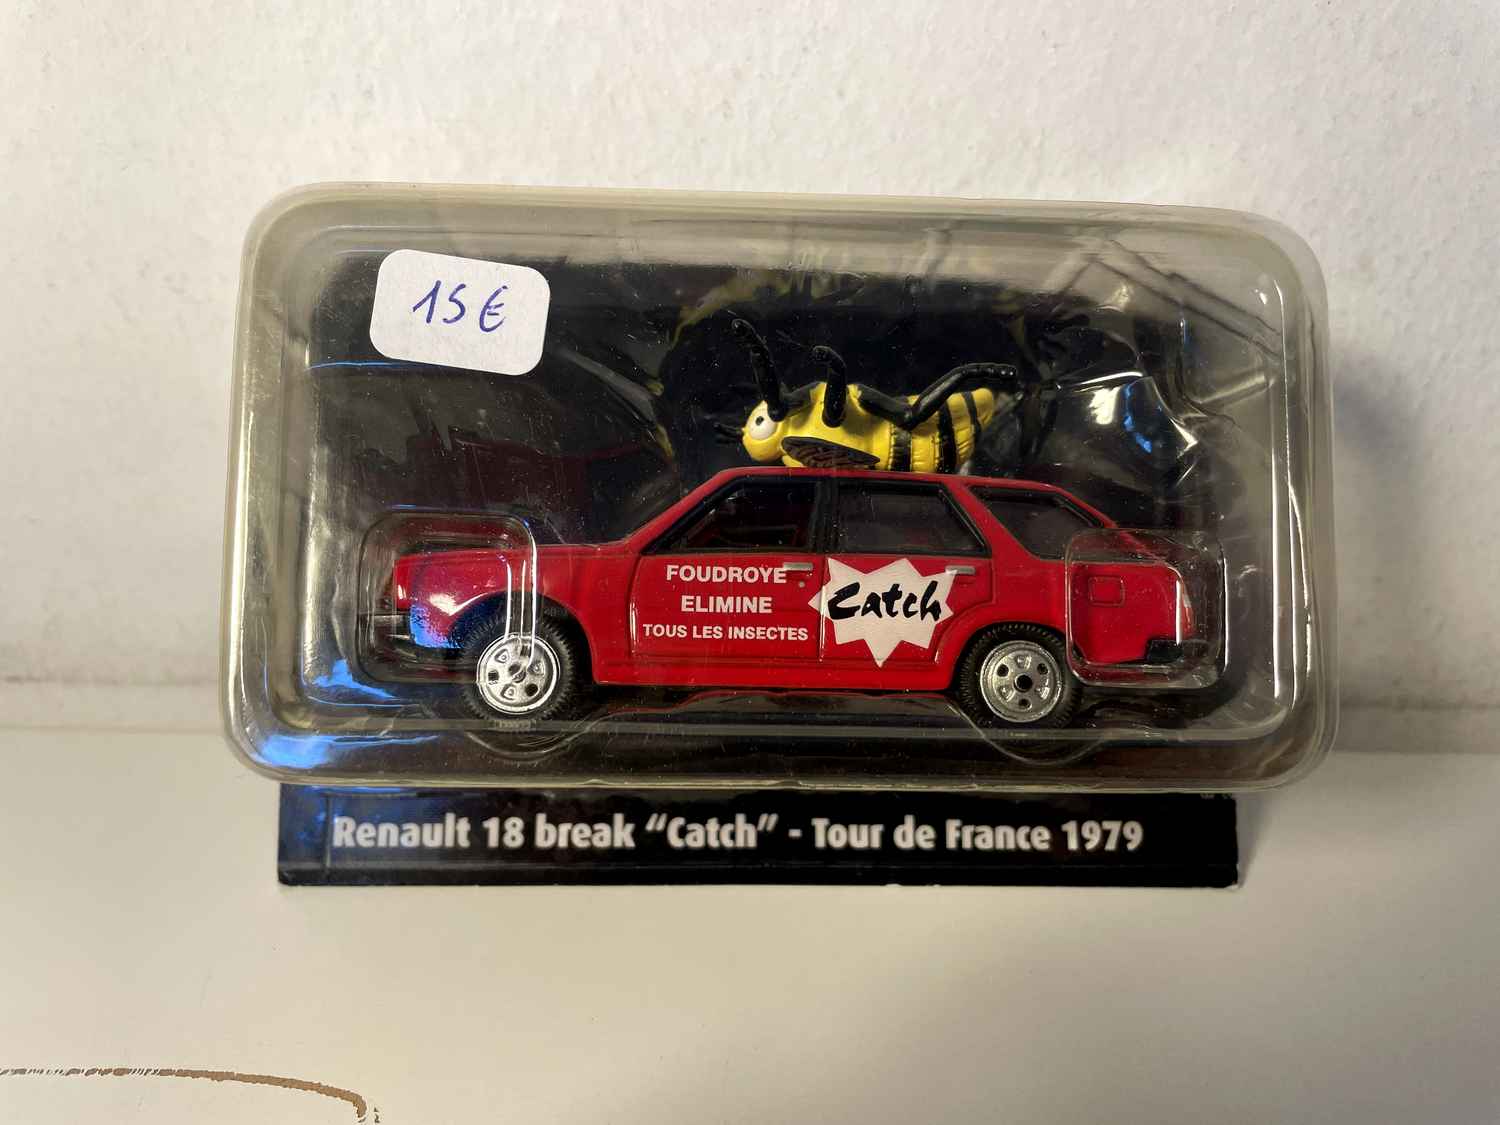 15€
FOUDROYE
ELIMINE
TOUS LES INSECTES
Catch
Renault 18 break “Catch” - Tour de France 1979